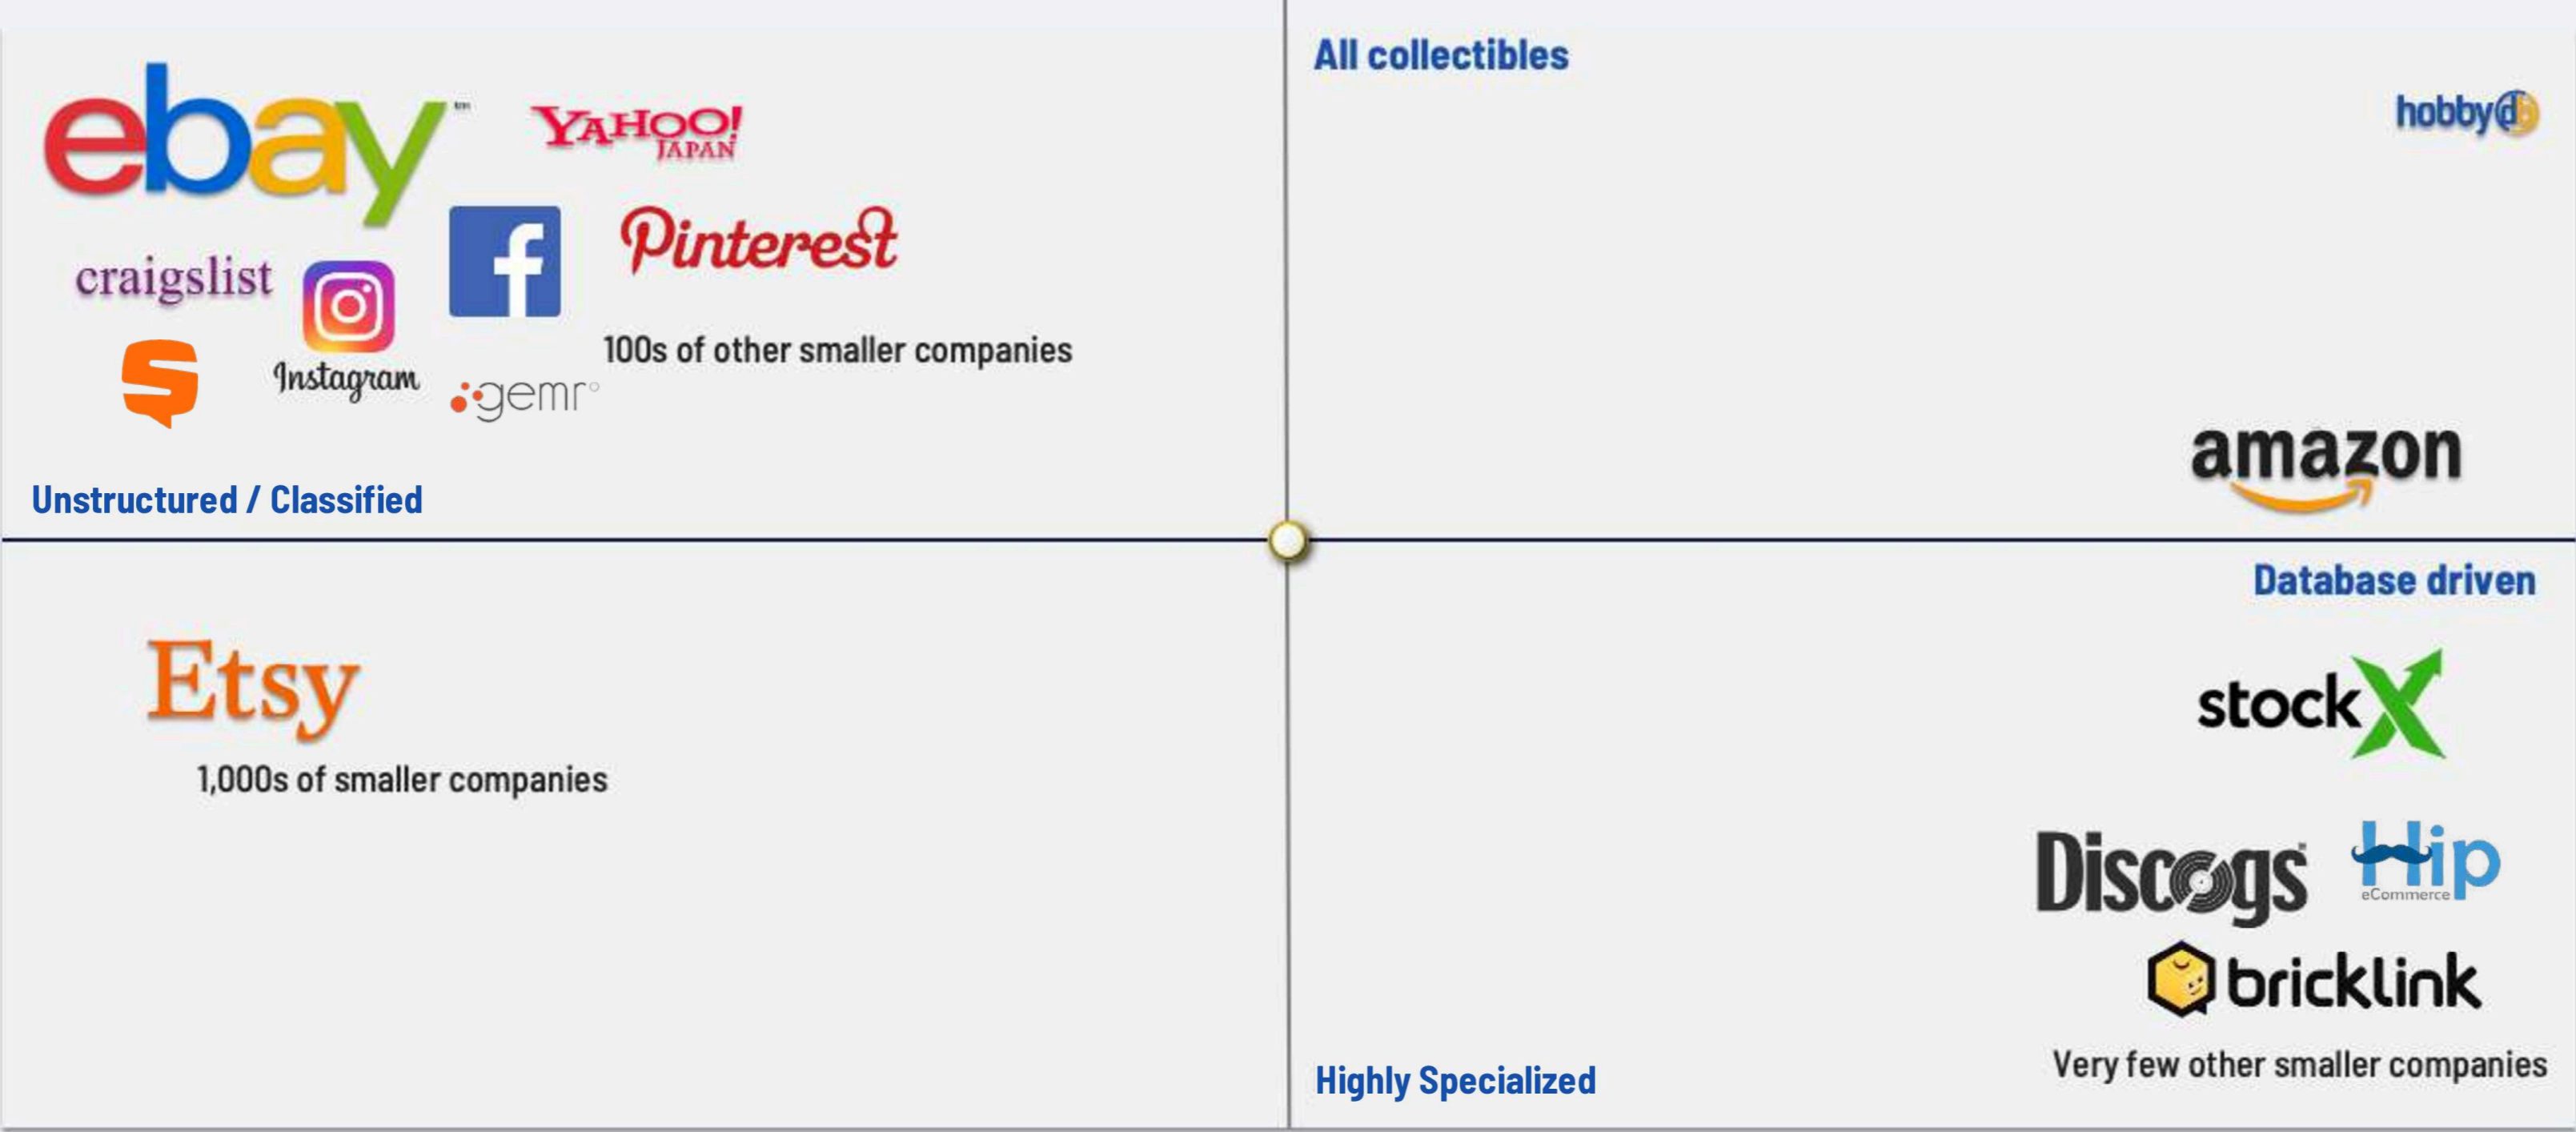 All collectibles
ebay™
YAHOO!
JAPAN
hobbydb
Pinterest
craigslist
Instagram
100s of other smaller companies
gemr
amazon
Unstructured / Classified
Database driven
Etsy
stockX
1,000s of smaller companies
Discogs
Hip
eCommerce
bricklink
Very few other smaller companies
Highly Specialized